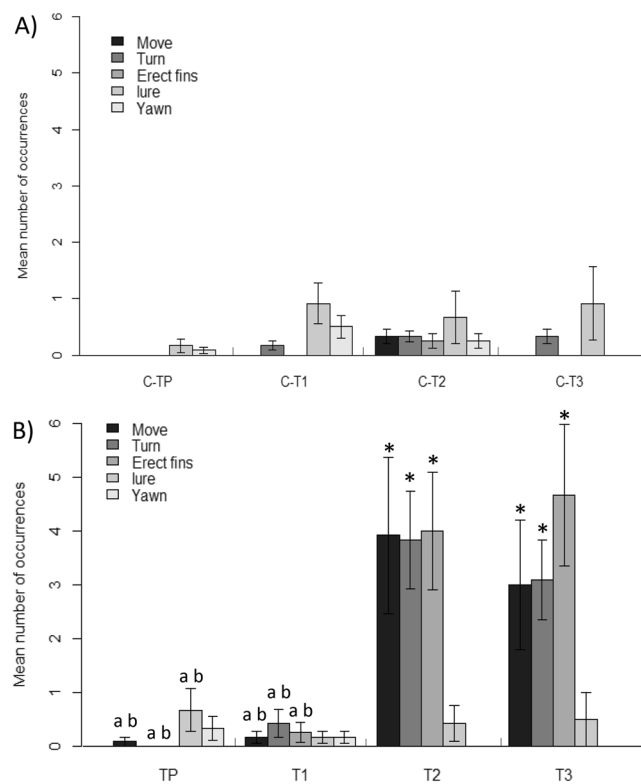 A)
Mean number of occurrences
6
5
4
3
2
1
0
Move
Turn
Erect fins
lure
Yawn
C-TP C-T1 C-T2 C-T3
B)
Mean number of occurrences
6
5
4
3
2
1
0
Move
Turn
Erect fins
lure
Yawn
* * *
* * *
a b a b a b
a b a b a b
TP T1 T2 T3